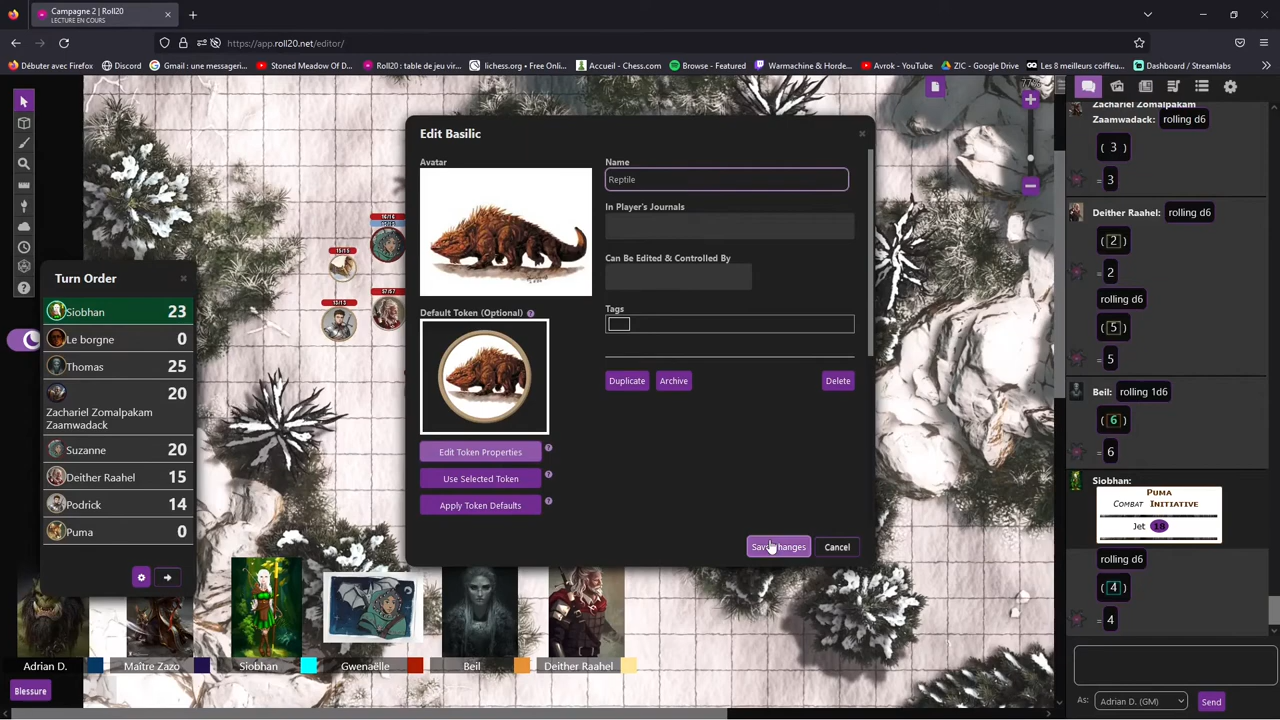 Campagne 2 | Roll20
LECTURE EN COURS
https://app.roll20.net/editor/
Débuter avec Firefox
Discord
Gmail : une messageri...
Stoned Meadow Of D...
Roll20 : table de jeu vir...
lichess.org • Free Onli...
Accueil - Chess.com
Spotify - Browse - Featured
Warmachine & Horde...
Avrok - YouTube
ZIC - Google Drive
Les 8 meilleurs coiffeu...
Dashboard / Streamlabs
77%
Edit Basilic
Avatar
Name
Reptile
In Player's Journals
Can Be Edited & Controlled By
Tags
Default Token (Optional)
Duplicate
Archive
Delete
Edit Token Properties
Use Selected Token
Apply Token Defaults
Save Changes
Cancel
Turn Order
Siobhan 23
Le borgne 0
Thomas 25
Zachariel Zomalpakam Zaamwadack 20
Suzanne 20
Deither Raahel 15
Podrick 14
Puma 0
15/15
57/57
Adrian D.
Maître Zazo
Siobhan
Gwenaëlle
Beil
Deither Raahel
Blessure
Zachariel Zomalpakam
Zaamwadack: rolling d6
( 3 )
= 3
Deither Raahel: rolling d6
( 2 )
= 2
rolling d6
( 5 )
= 5
Beil: rolling 1d6
( 6 )
= 6
Siobhan:
Puma
Combat Initiative
Jet 18
rolling d6
( 4 )
= 4
As: Adrian D. (GM)
Send